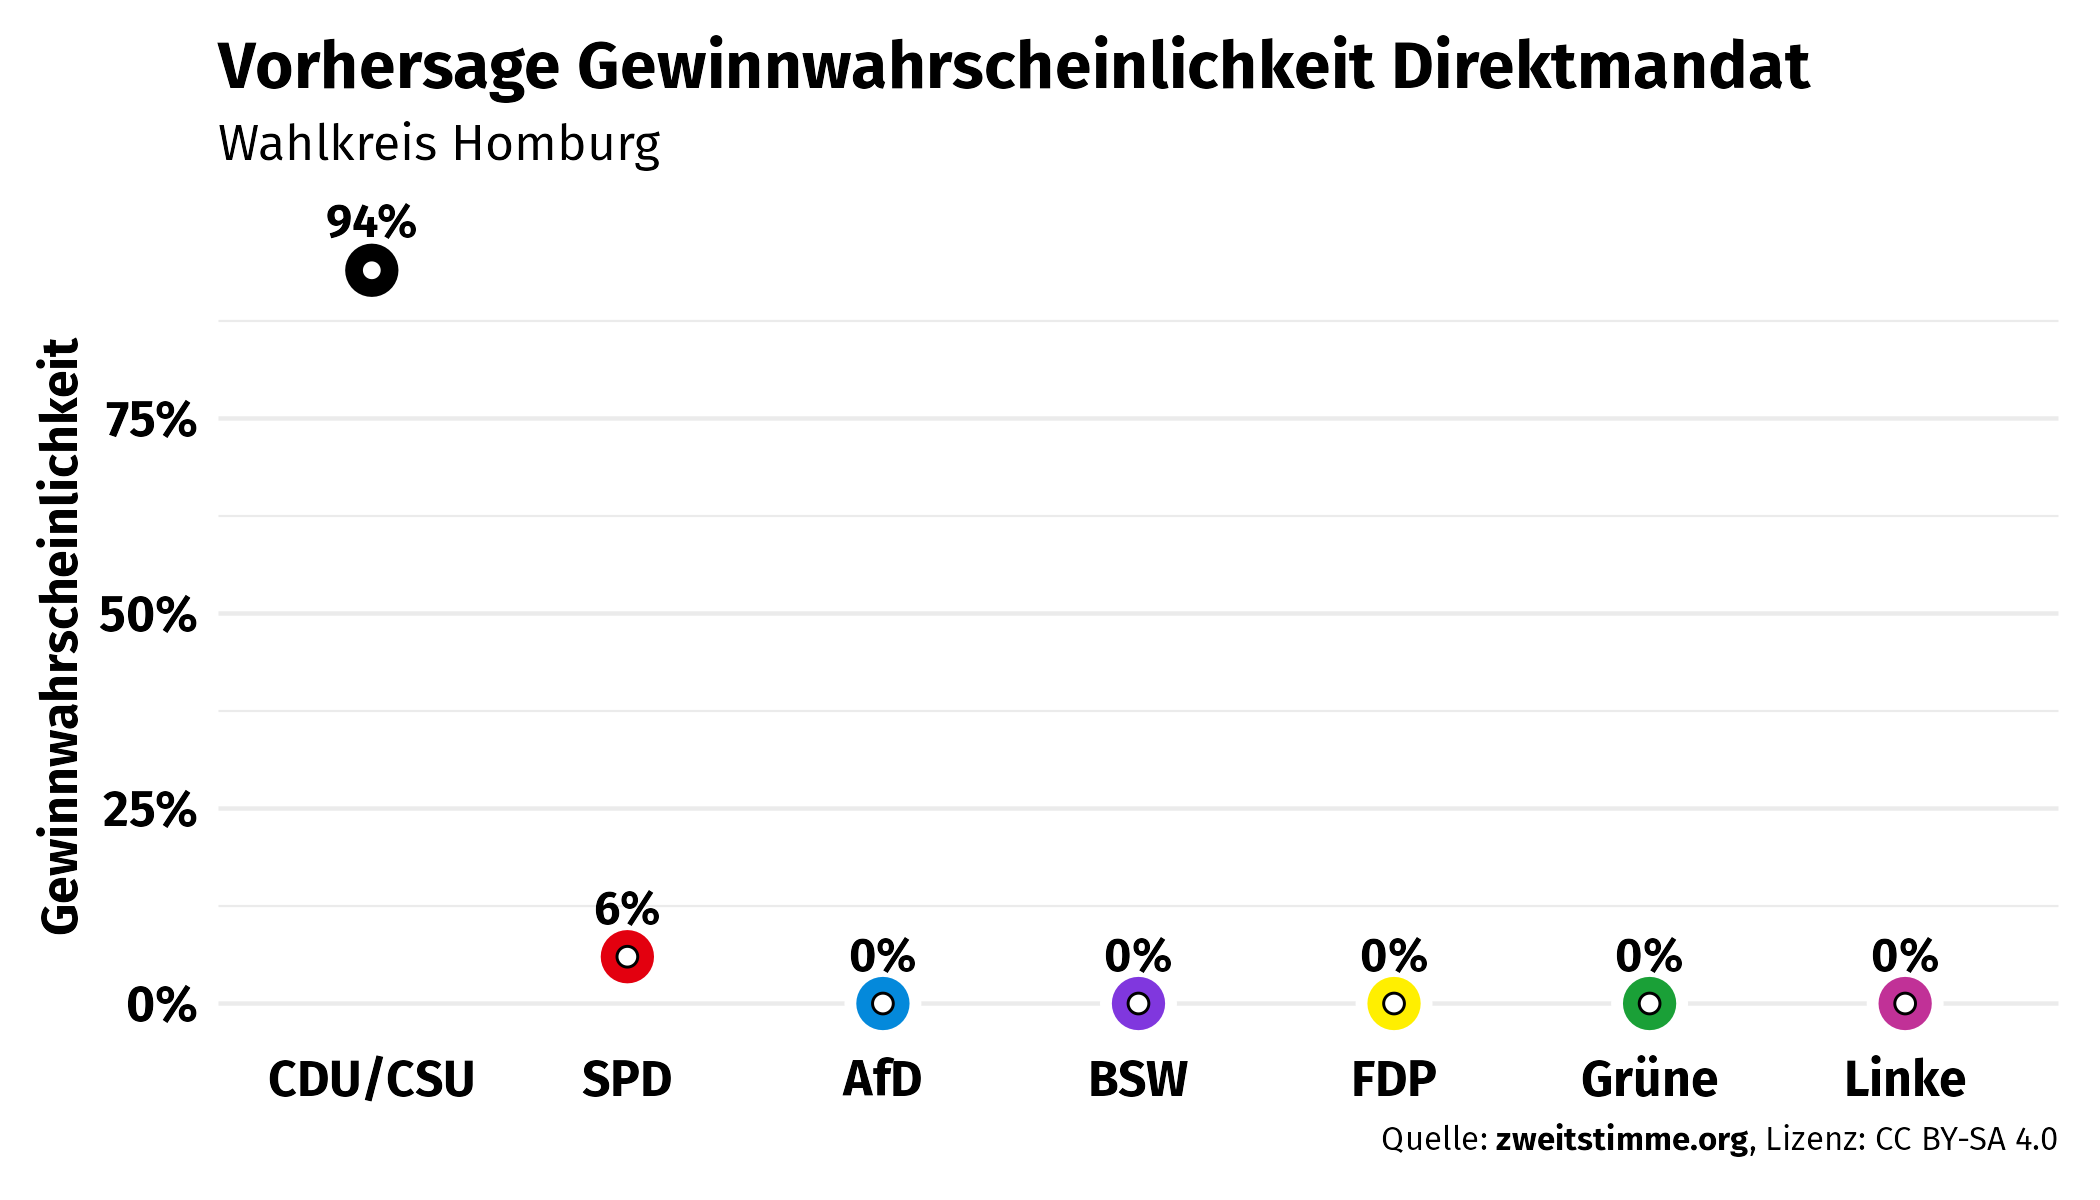 Vorhersage Gewinnwahrscheinlichkeit Direktmandat
Wahlkreis Homburg
Gewinnwahrscheinlichkeit
94%
75%
50%
25%
6%
0%
0%
0%
0%
0%
0%
CDU/CSU
SPD
AfD
BSW
FDP
Grüne
Linke
Quelle: zweitstimme.org, Lizenz: CC BY-SA 4.0